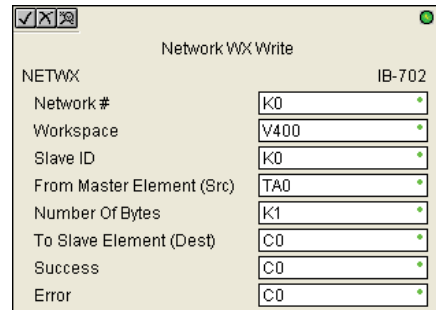 Network WX Write
NETWX IB-702
Network # K0
Workspace V400
Slave ID K0
From Master Element (Src) TA0
Number Of Bytes K1
To Slave Element (Dest) C0
Success C0
Error C0